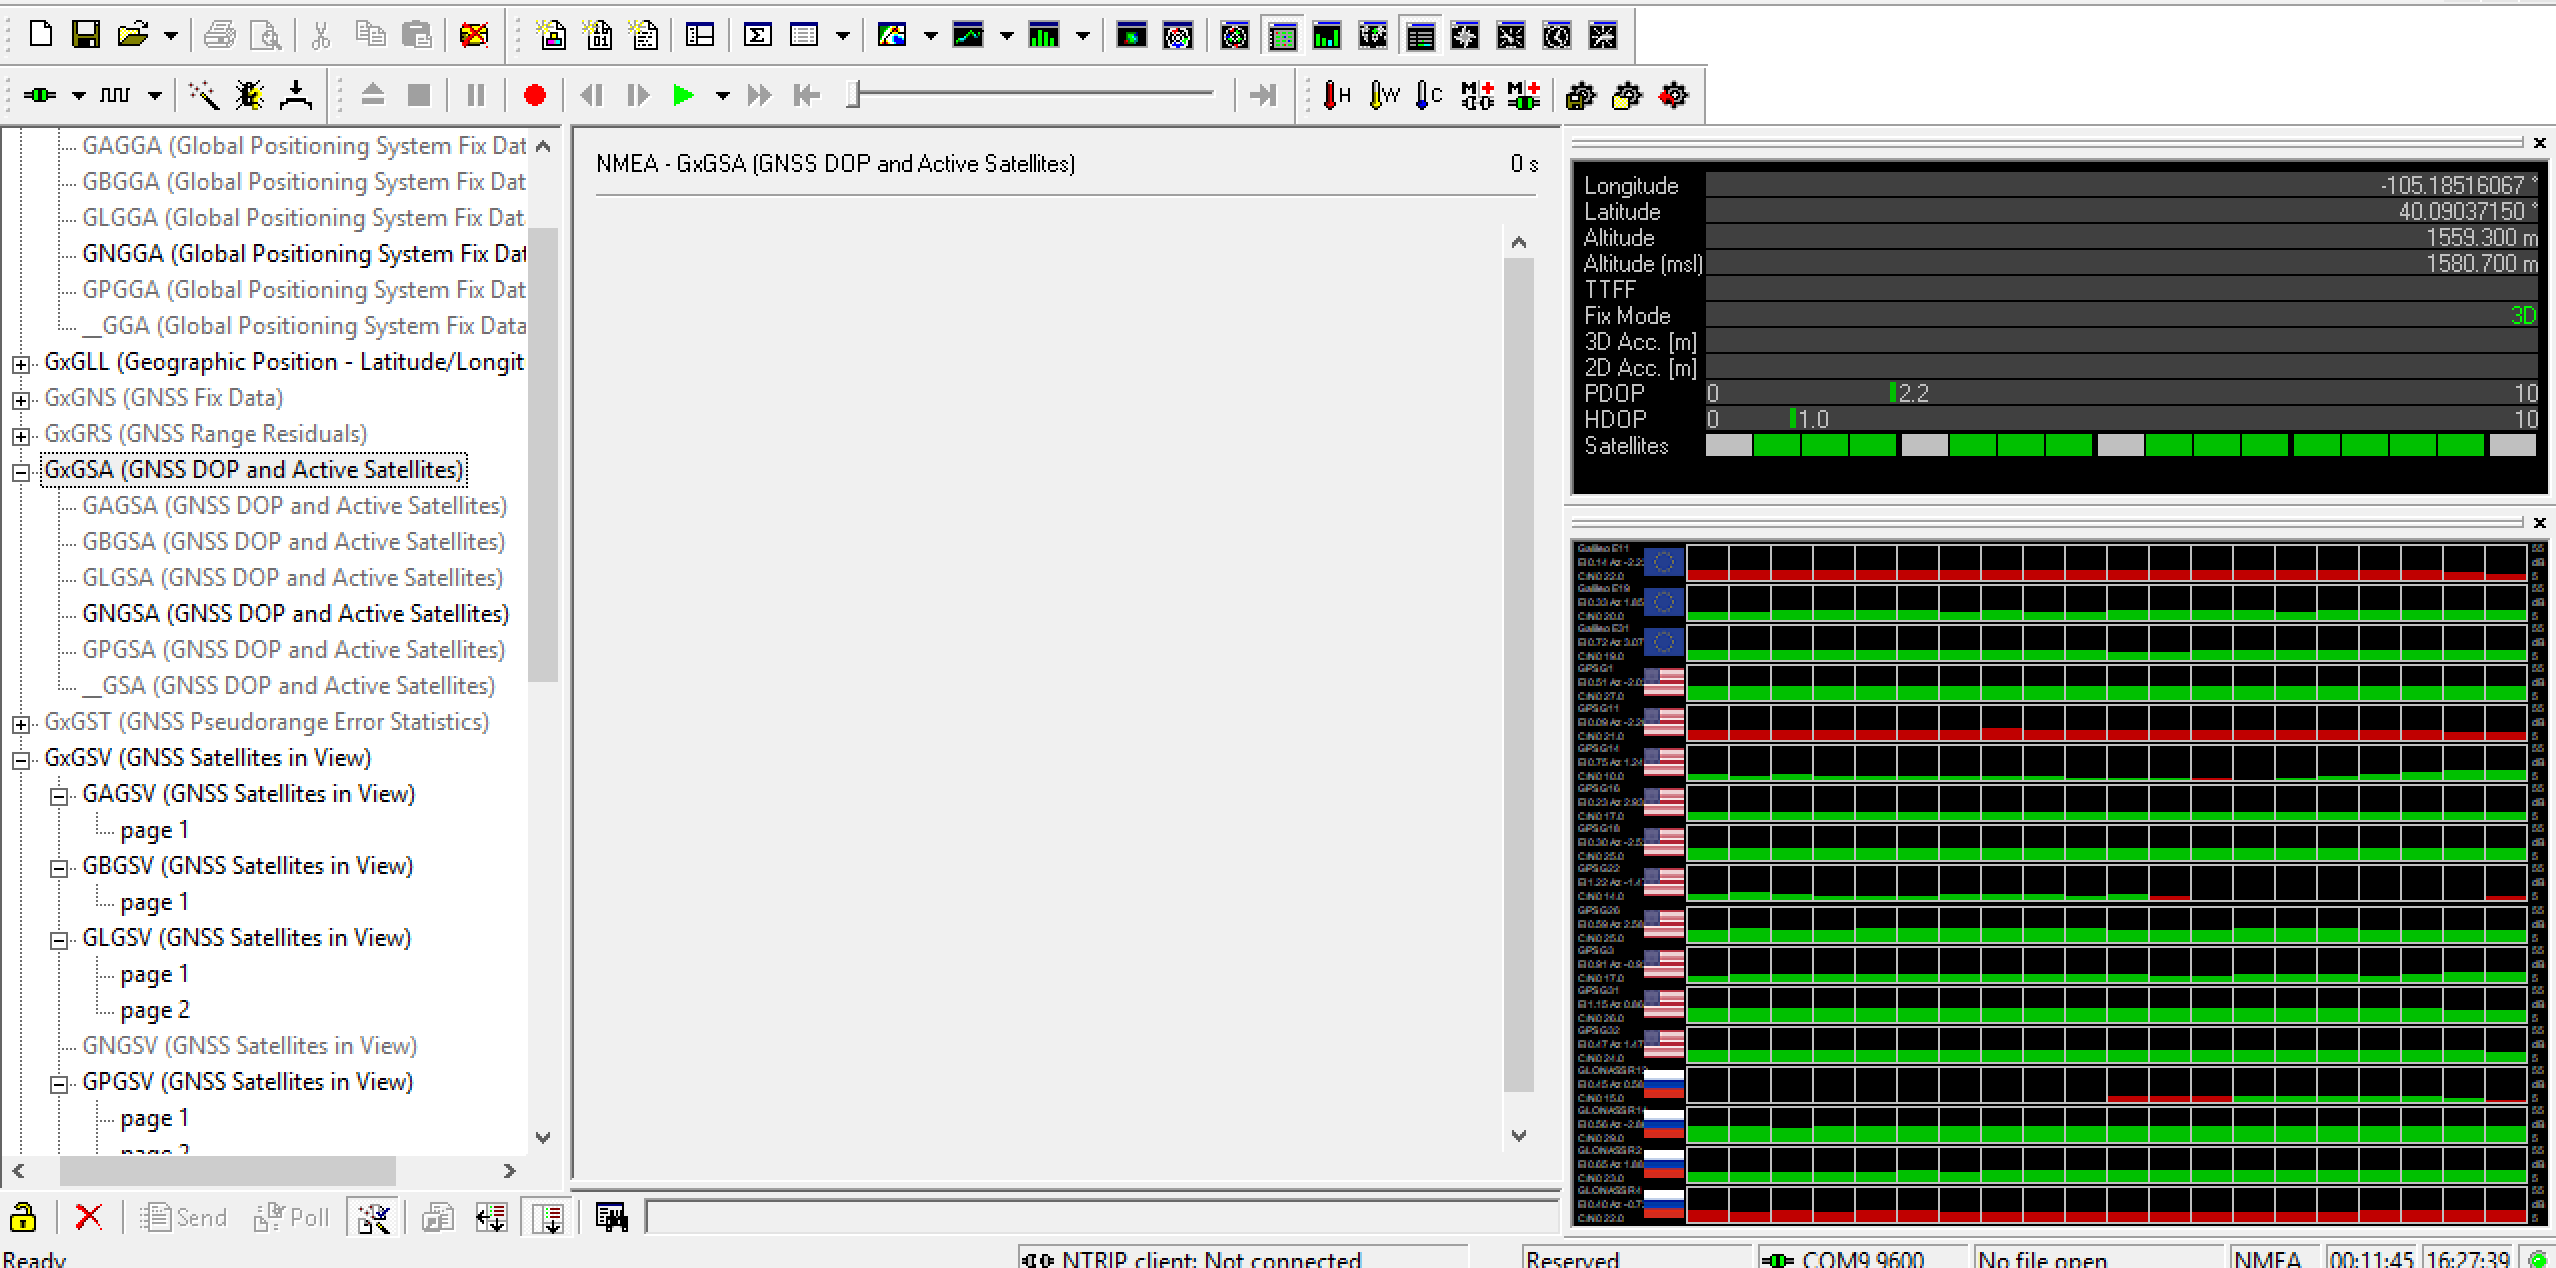 H
W
C
GAGGA (Global Positioning System Fix Dat
GBGGA (Global Positioning System Fix Dat
GLGGA (Global Positioning System Fix Dat
GNGGA (Global Positioning System Fix Dat
GPGGA (Global Positioning System Fix Dat
__GGA (Global Positioning System Fix Data
GxGLL (Geographic Position - Latitude/Longit
GxGNS (GNSS Fix Data)
GxGRS (GNSS Range Residuals)
GxGSA (GNSS DOP and Active Satellites)
GAGSA (GNSS DOP and Active Satellites)
GBGSA (GNSS DOP and Active Satellites)
GLGSA (GNSS DOP and Active Satellites)
GNGSA (GNSS DOP and Active Satellites)
GPGSA (GNSS DOP and Active Satellites)
__GSA (GNSS DOP and Active Satellites)
GxGST (GNSS Pseudorange Error Statistics)
GxGSV (GNSS Satellites in View)
GAGSV (GNSS Satellites in View)
page 1
GBGSV (GNSS Satellites in View)
page 1
GLGSV (GNSS Satellites in View)
page 1
page 2
GNGSV (GNSS Satellites in View)
GPGSV (GNSS Satellites in View)
page 1
page 2
NMEA - GxGSA (GNSS DOP and Active Satellites) 0 s
Longitude -105.18516067 °
Latitude 40.09037150 °
Altitude 1559.300 m
Altitude (msl) 1580.700 m
TTFF
Fix Mode 3D
3D Acc. [m]
2D Acc. [m]
PDOP 0 2.2 10
HDOP 0 1.0 10
Satellites
Send Poll
Ready NTRIP client: Not connected Reserved COM9 9600 No file open NMEA 00:11:45 16:27:39